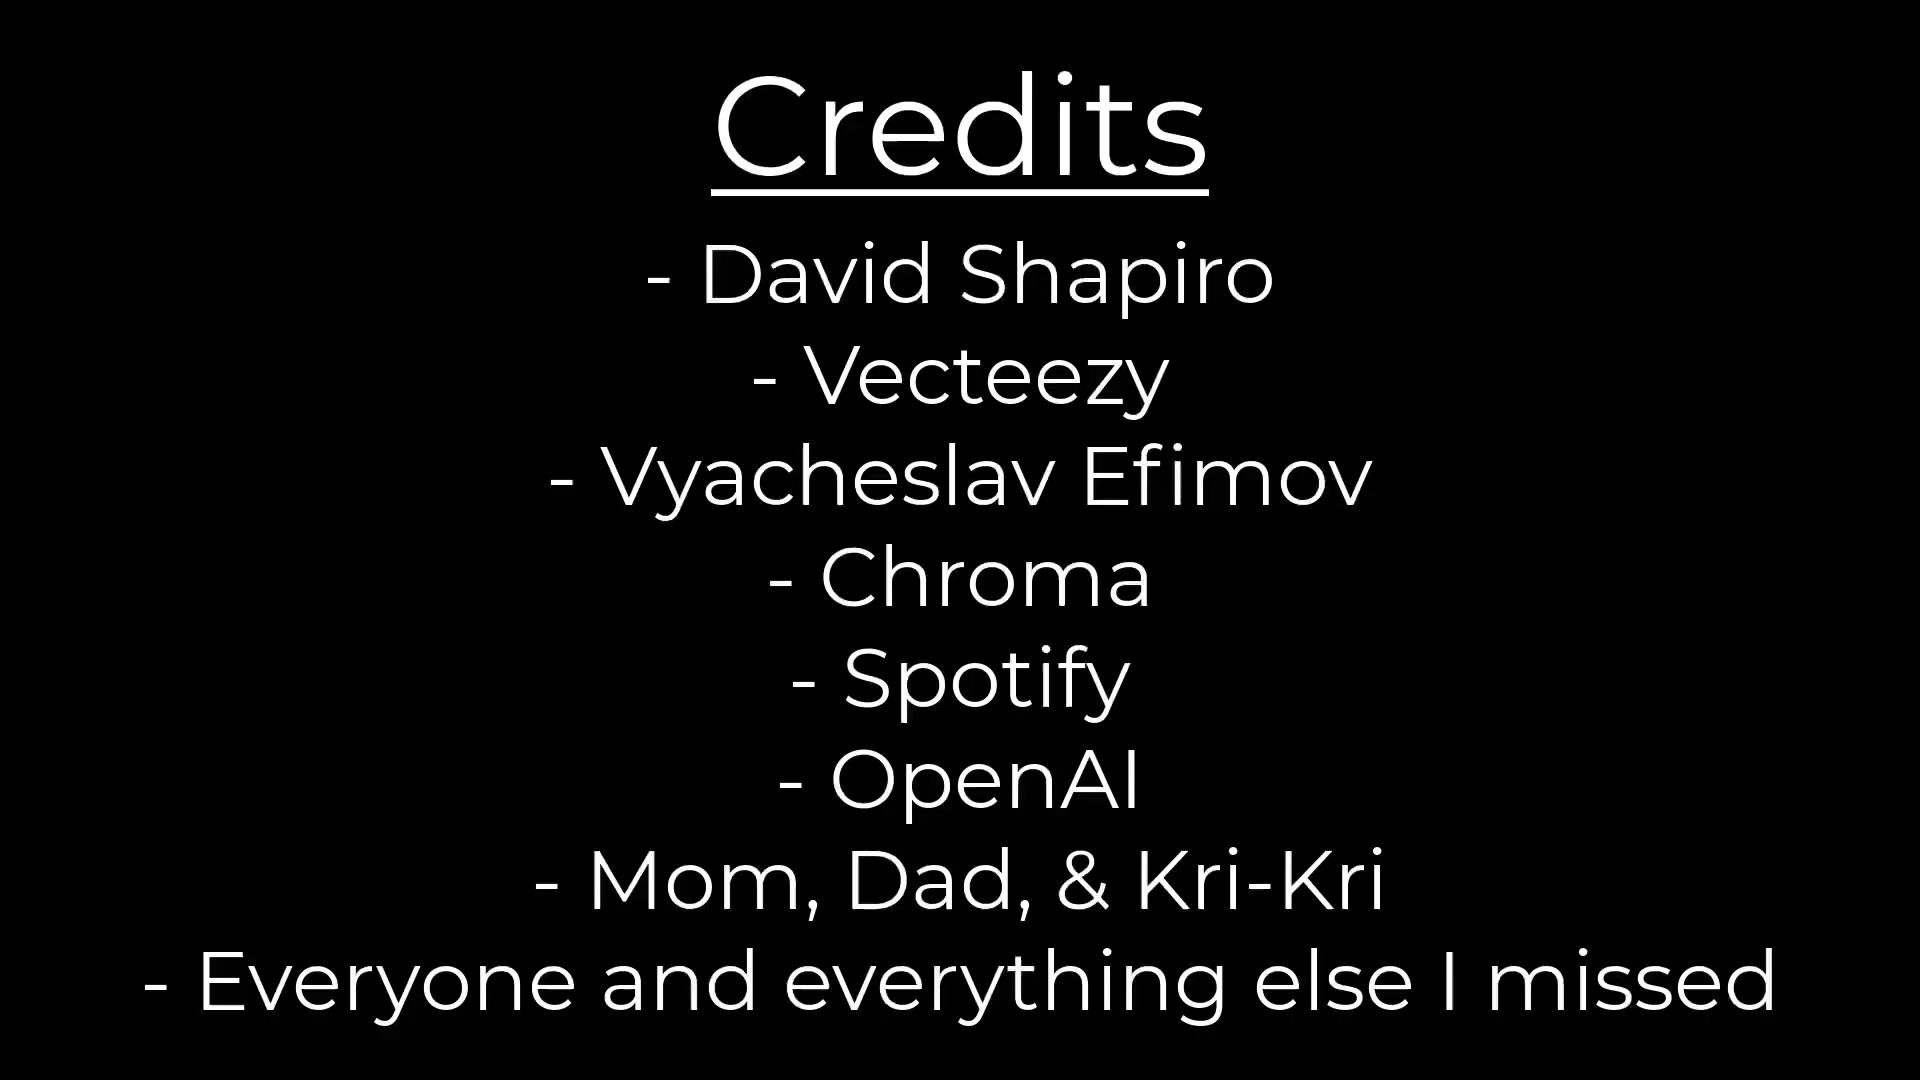 Credits
- David Shapiro
- Vecteezy
- Vyacheslav Efimov
- Chroma
- Spotify
- OpenAI
- Mom, Dad, & Kri-Kri
- Everyone and everything else I missed